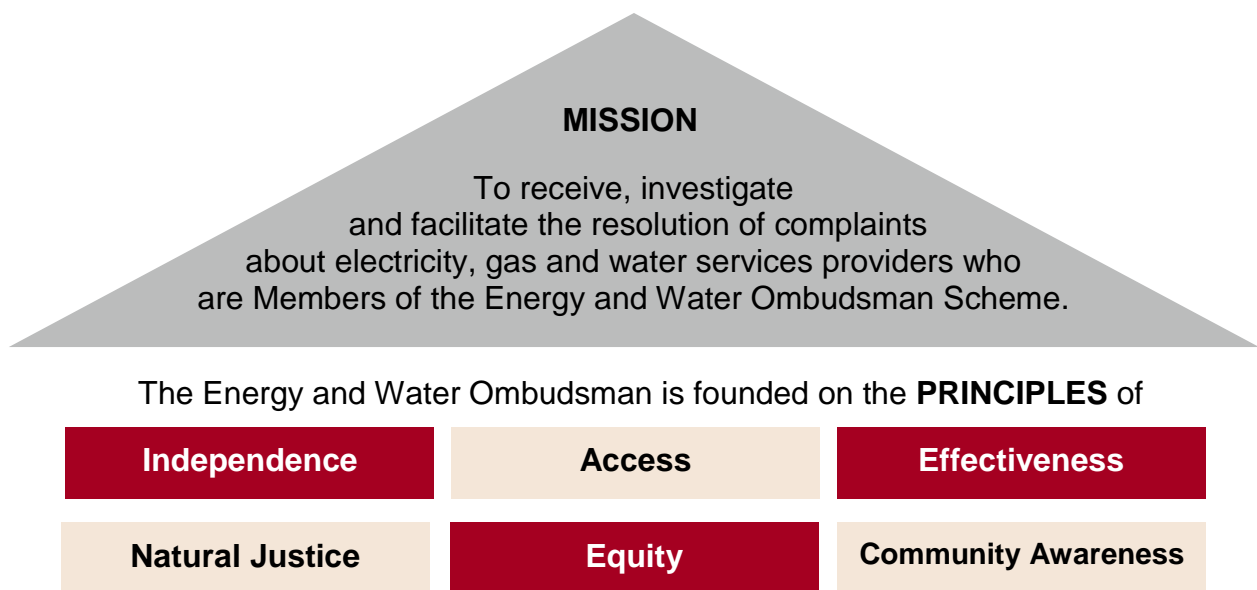 MISSION
To receive, investigate
and facilitate the resolution of complaints
about electricity, gas and water services providers who
are Members of the Energy and Water Ombudsman Scheme.
The Energy and Water Ombudsman is founded on the PRINCIPLES of
Independence
Access
Effectiveness
Natural Justice
Equity
Community Awareness